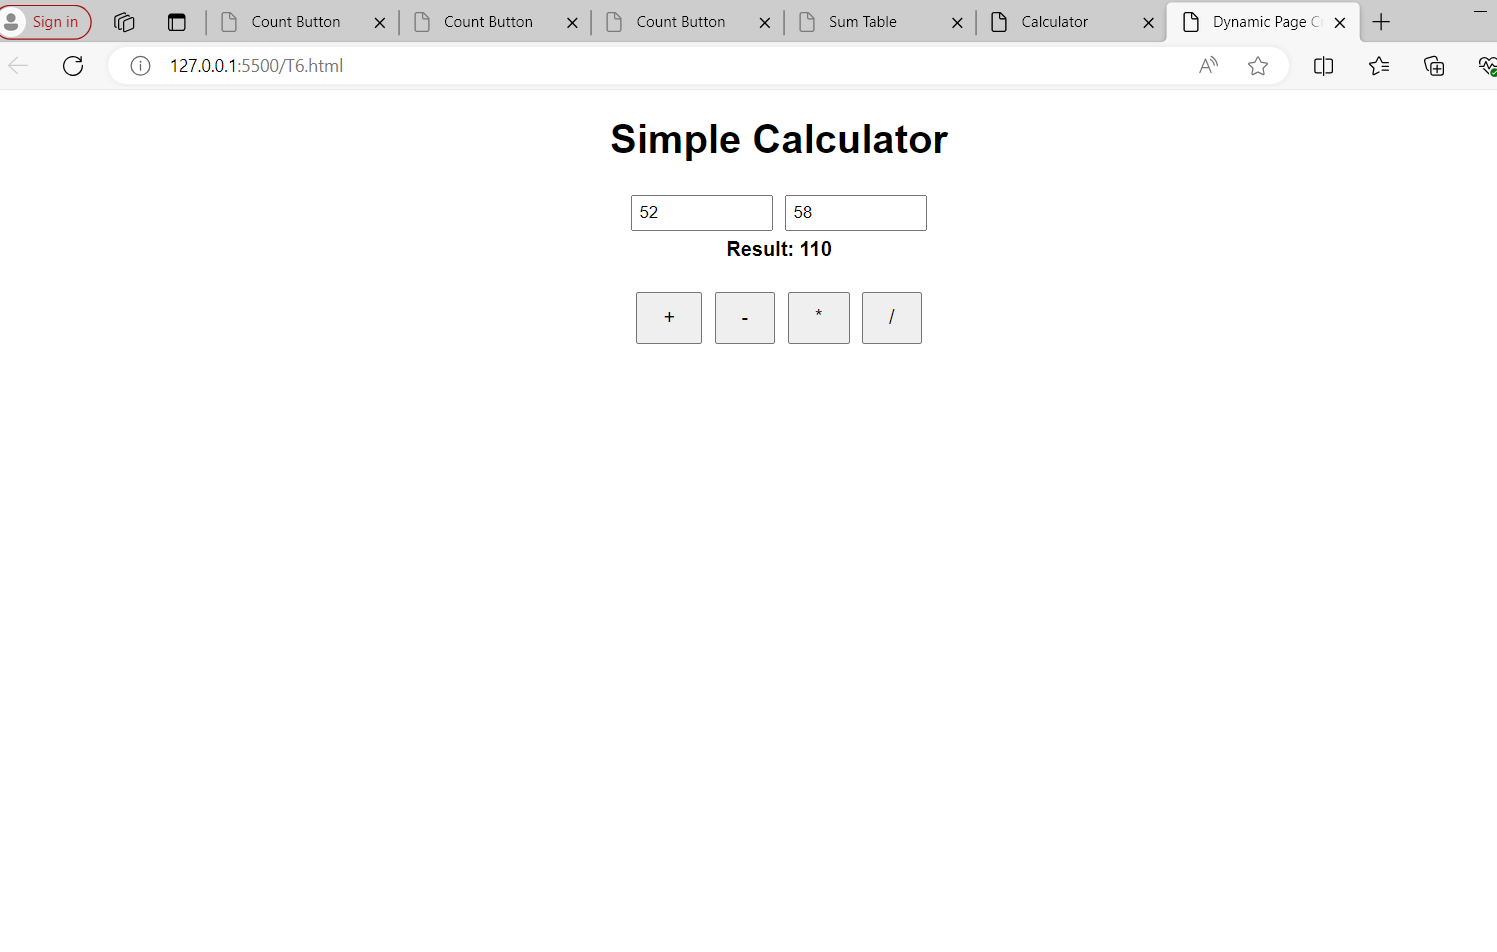 Sign in
Count Button
Count Button
Count Button
Sum Table
Calculator
Dynamic Page
127.0.0.1:5500/T6.html
Simple Calculator
52 58
Result: 110
+ - * /